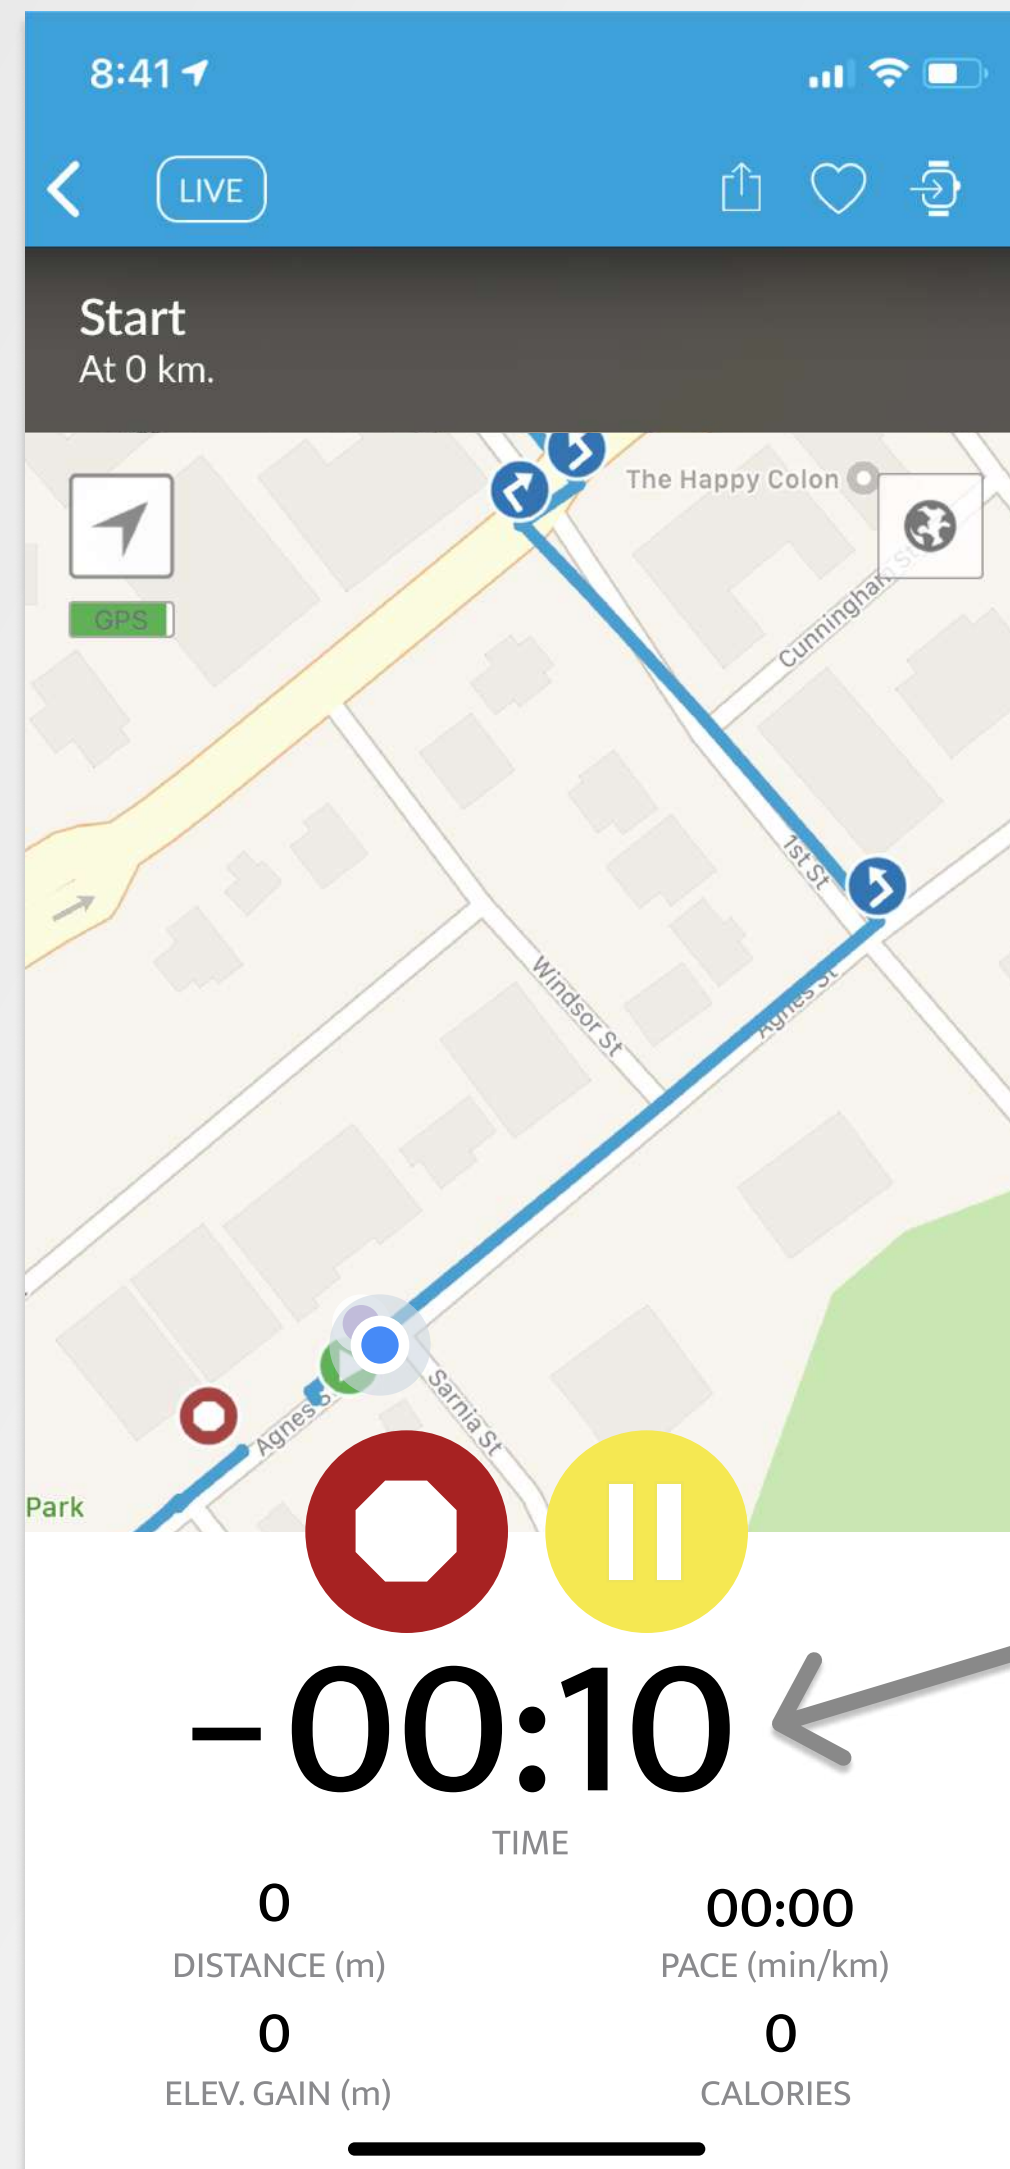 8:41
LIVE
Start
At 0 km.
The Happy Colon
GPS
Cunningham St
1st St
Windsor St
Agnes St
Sarnia St
Agnes
Park
-00:10
TIME
0
00:00
DISTANCE (m)
PACE (min/km)
0
0
ELEV. GAIN (m)
CALORIES